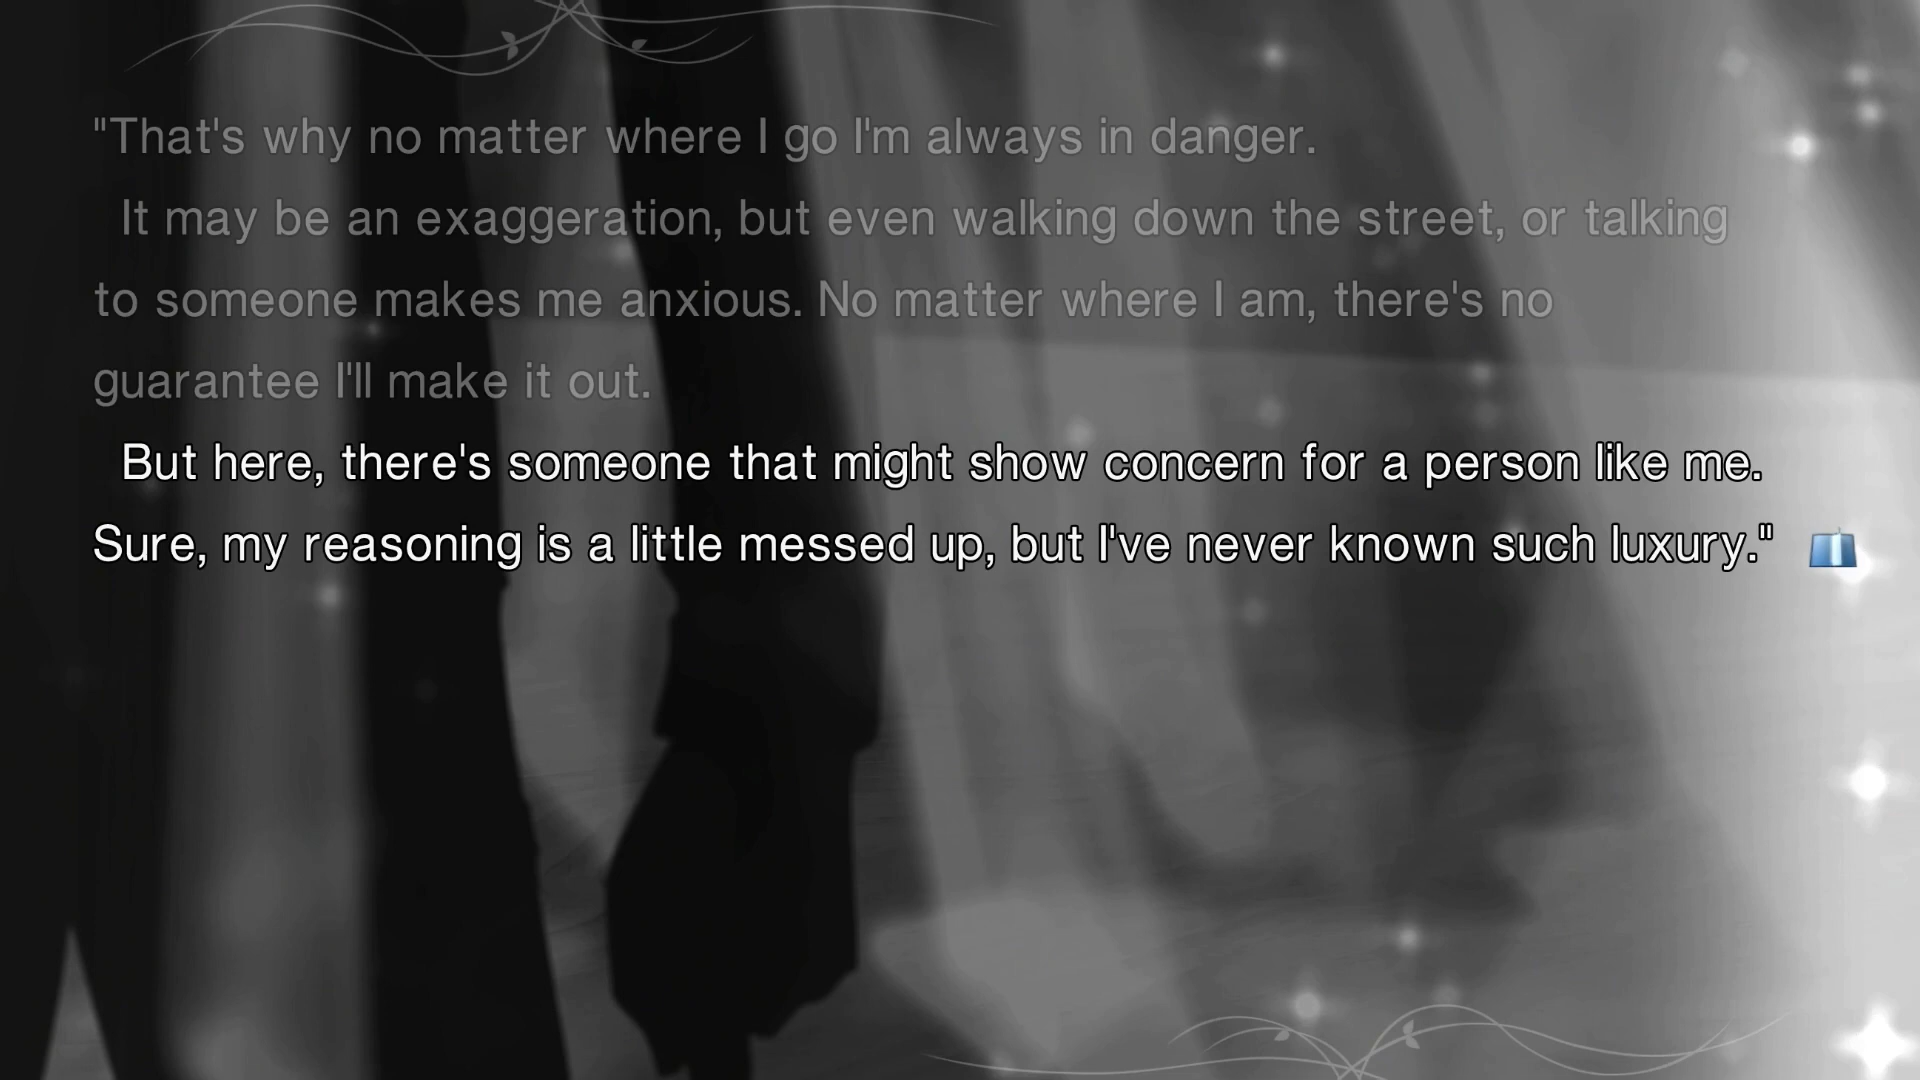 "That's why no matter where I go I'm always in danger.
It may be an exaggeration, but even walking down the street, or talking
to someone makes me anxious. No matter where I am, there's no
guarantee I'll make it out.
But here, there's someone that might show concern for a person like me.
Sure, my reasoning is a little messed up, but I've never known such luxury."